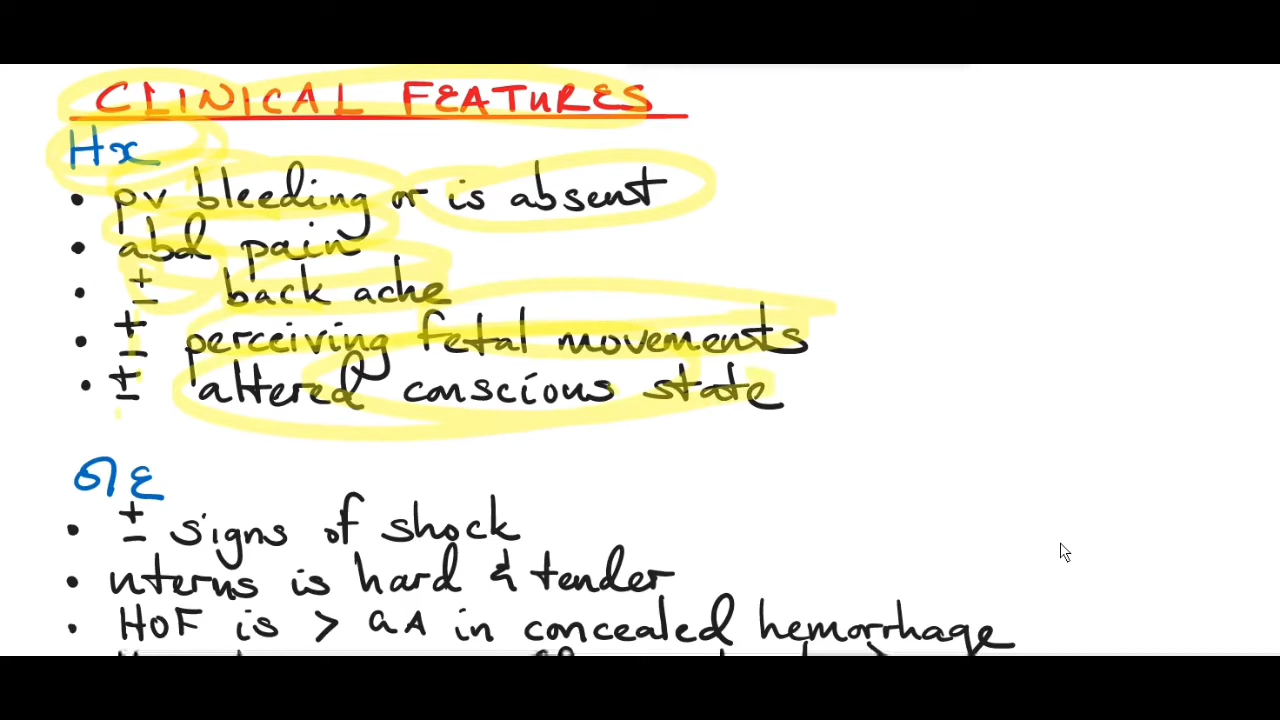 CLINICAL FEATURES
Hx
• pv bleeding or is absent
• abd pain
• ± back ache
• ± perceiving fetal movements
• ± altered conscious state
O/E
• ± signs of shock
• uterus is hard & tender
• HOF is > GA in concealed hemorrhage